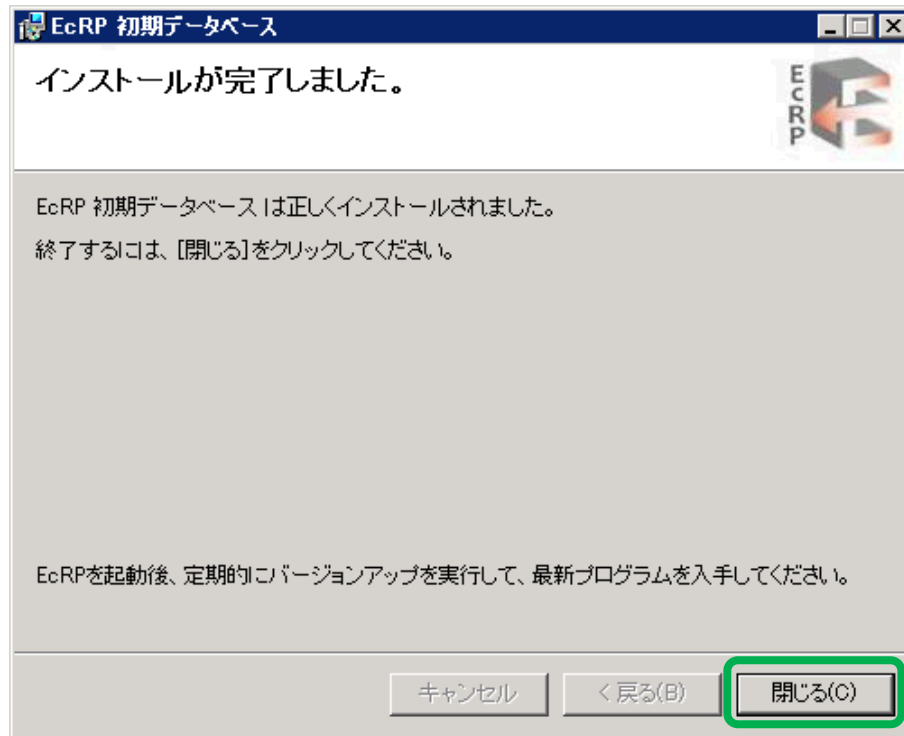 EcRP 初期データベース
インストールが完了しました。
ECRP
EcRP 初期データベース は正しくインストールされました。
終了するには、[閉じる]をクリックしてください。
EcRPを起動後、定期的にバージョンアップを実行して、最新プログラムを入手してください。
キャンセル
< 戻る(B)
閉じる(C)